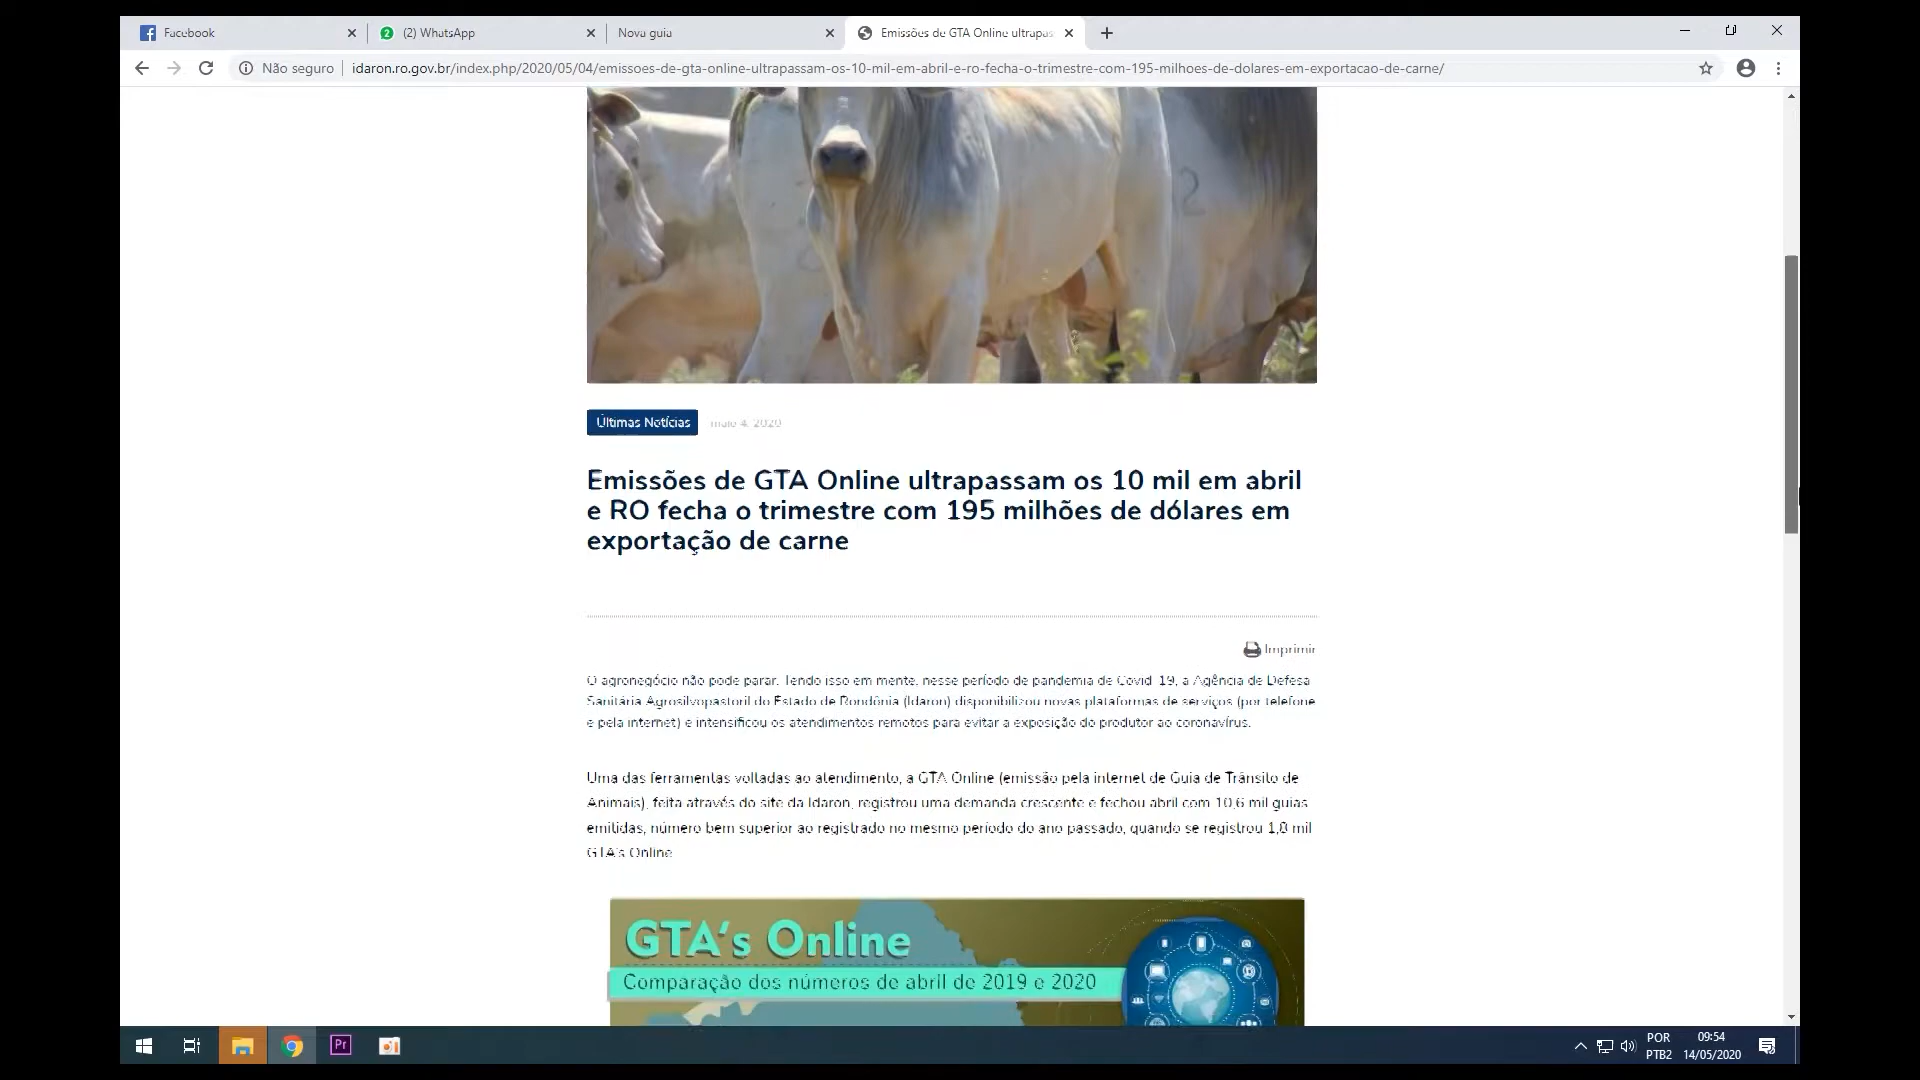 Facebook
(2) WhatsApp
Nova guia
Emissões de GTA Online ultrapas
Não seguro
idaron.ro.gov.br/index.php/2020/05/04/emissoes-de-gta-online-ultrapassam-os-10-mil-em-abril-e-ro-fecha-o-trimestre-com-195-milhoes-de-dolares-em-exportacao-de-carne/
2
Últimas Notícias
maio 4, 2020
Emissões de GTA Online ultrapassam os 10 mil em abril
e RO fecha o trimestre com 195 milhões de dólares em
exportação de carne
Imprimir
O agronegócio não pode parar. Tendo isso em mente, nesse período de pandemia de Covid-19, a Agência de Defesa
Sanitária Agrosilvopastoril do Estado de Rondônia (Idaron) disponibilizou novas plataformas de serviços (por telefone
e pela internet) e intensificou os atendimentos remotos para evitar a exposição do produtor ao coronavírus.
Uma das ferramentas voltadas ao atendimento, a GTA Online (emissão pela internet de Guia de Trânsito de
Animais), feita através do site da Idaron, registrou uma demanda crescente e fechou abril com 10,6 mil guias
emitidas, número bem superior ao registrado no mesmo período do ano passado, quando se registrou 1,8 mil
GTA's Online
GTA's Online
Comparação dos números de abril de 2019 e 2020
Pr
POR
PTB2
09:54
14/05/2020